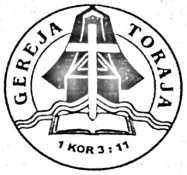 GEREJA TORAJA
1 KOR 3 : 11